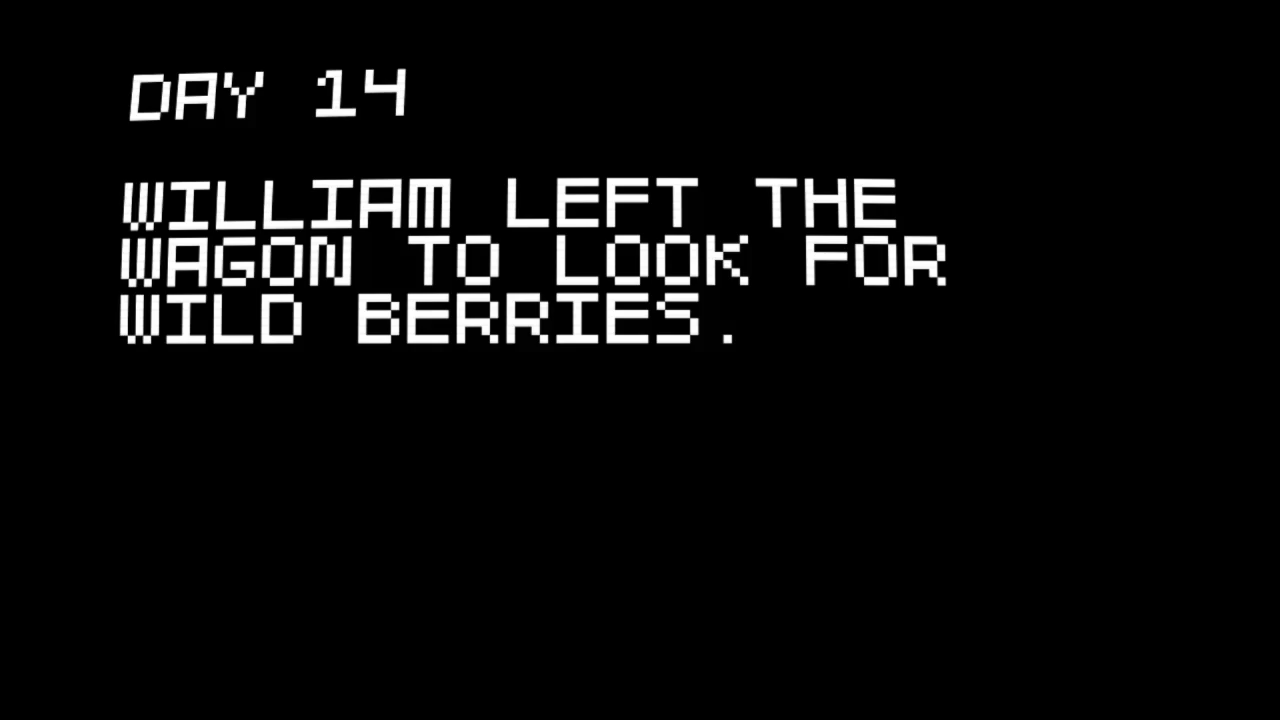 DAY 14
WILLIAM LEFT THE
WAGON TO LOOK FOR
WILD BERRIES.